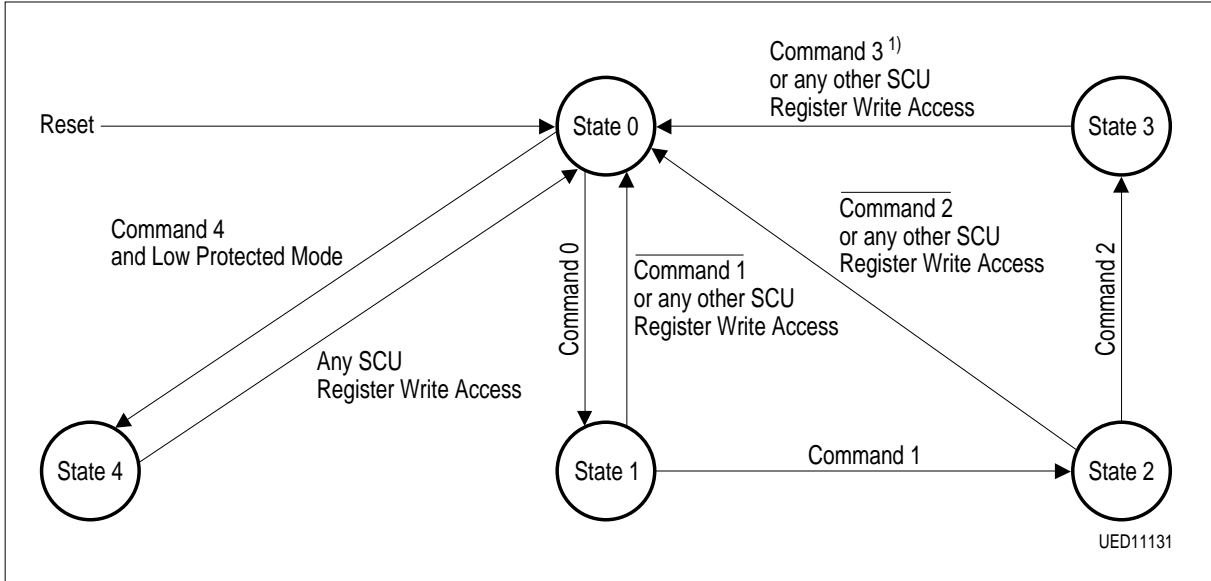 Command 3 1)
or any other SCU
Register Write Access
Reset
State 0
State 3
Command 4
and Low Protected Mode
Command 0
Command 1
or any other SCU
Register Write Access
Command 2
or any other SCU
Register Write Access
Command 2
Any SCU
Register Write Access
State 4
State 1
Command 1
State 2
UED11131